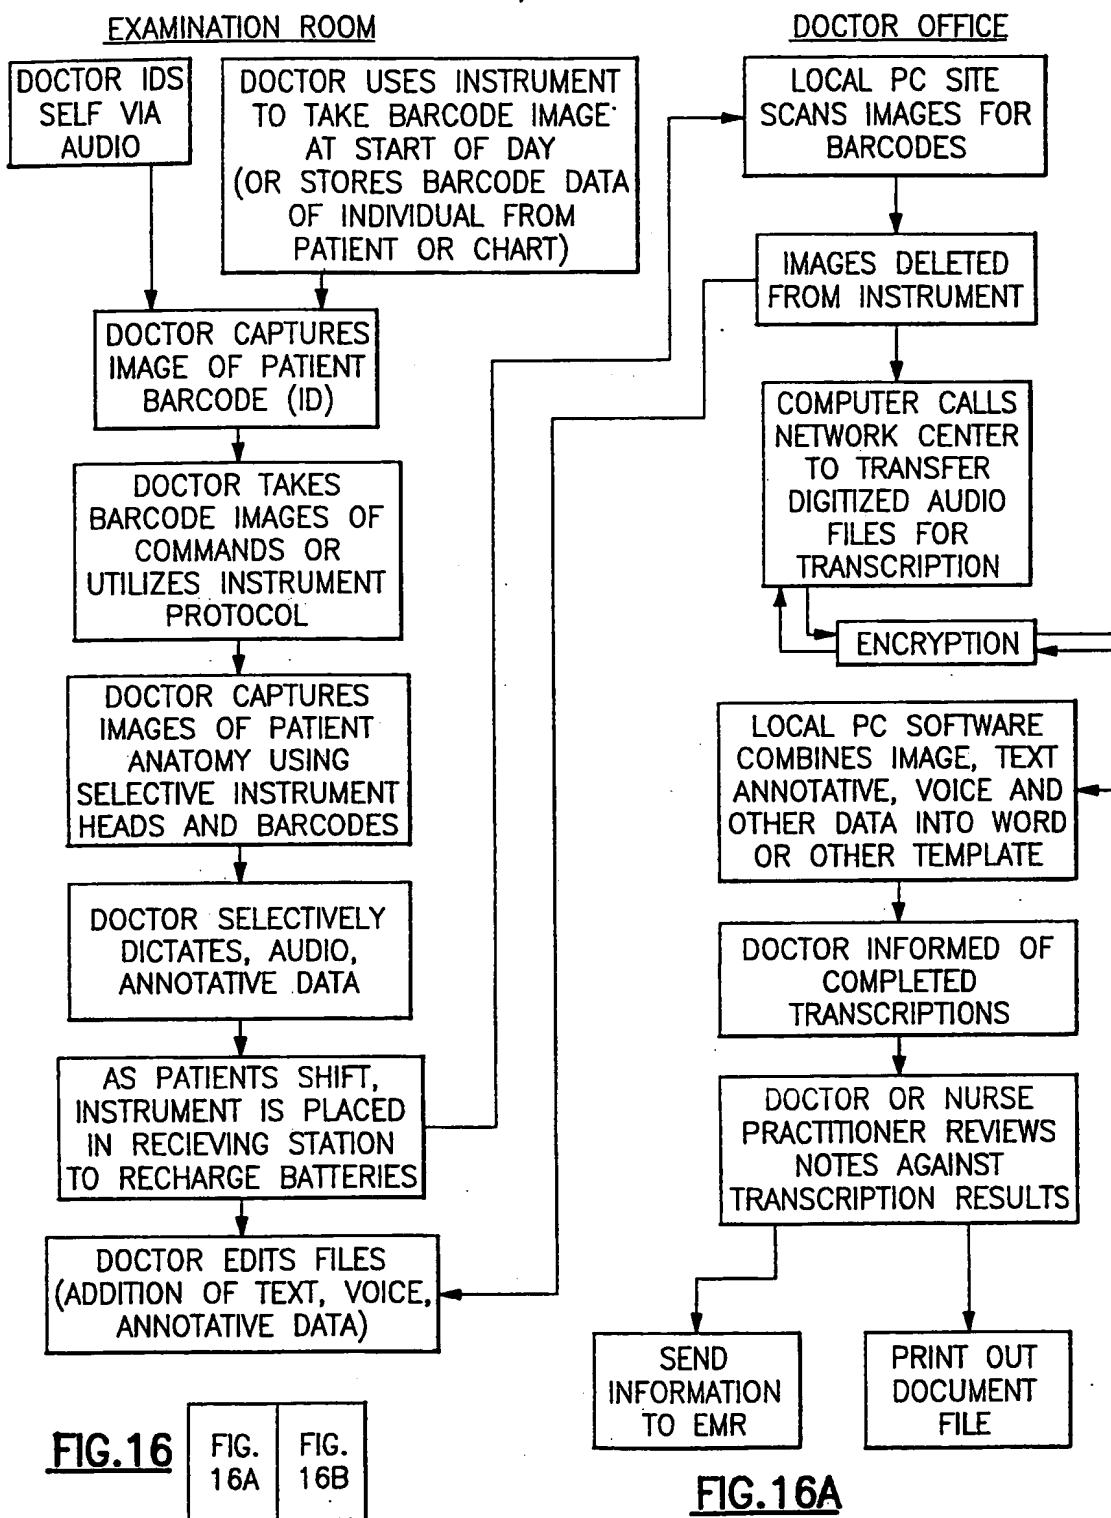 EXAMINATION ROOM
DOCTOR IDS
SELF VIA
AUDIO
DOCTOR USES INSTRUMENT
TO TAKE BARCODE IMAGE
AT START OF DAY
(OR STORES BARCODE DATA
OF INDIVIDUAL FROM
PATIENT OR CHART)
DOCTOR CAPTURES
IMAGE OF PATIENT
BARCODE (ID)
DOCTOR TAKES
BARCODE IMAGES OF
COMMANDS OR
UTILIZES INSTRUMENT
PROTOCOL
DOCTOR CAPTURES
IMAGES OF PATIENT
ANATOMY USING
SELECTIVE INSTRUMENT
HEADS AND BARCODES
DOCTOR SELECTIVELY
DICTATES, AUDIO,
ANNOTATIVE DATA
AS PATIENTS SHIFT,
INSTRUMENT IS PLACED
IN RECIEVING STATION
TO RECHARGE BATTERIES
DOCTOR EDITS FILES
(ADDITION OF TEXT, VOICE,
ANNOTATIVE DATA)
DOCTOR OFFICE
LOCAL PC SITE
SCANS IMAGES FOR
BARCODES
IMAGES DELETED
FROM INSTRUMENT
COMPUTER CALLS
NETWORK CENTER
TO TRANSFER
DIGITIZED AUDIO
FILES FOR
TRANSCRIPTION
ENCRYPTION
LOCAL PC SOFTWARE
COMBINES IMAGE, TEXT
ANNOTATIVE, VOICE AND
OTHER DATA INTO WORD
OR OTHER TEMPLATE
DOCTOR INFORMED OF
COMPLETED
TRANSCRIPTIONS
DOCTOR OR NURSE
PRACTITIONER REVIEWS
NOTES AGAINST
TRANSCRIPTION RESULTS
SEND
INFORMATION
TO EMR
PRINT OUT
DOCUMENT
FILE
FIG.16
FIG.
16A
FIG.
16B
FIG.16A